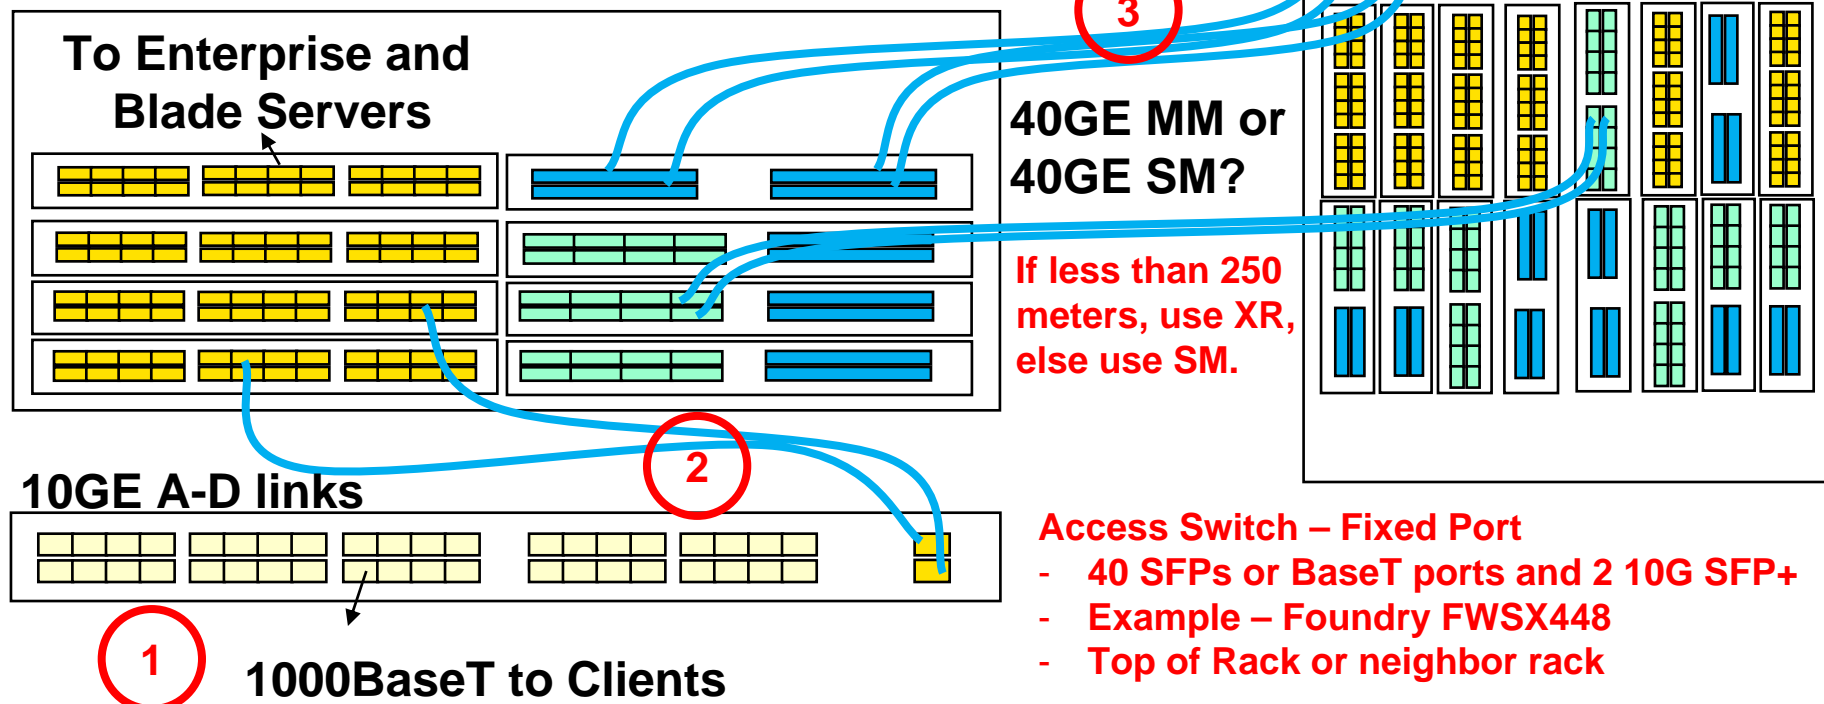 3
To Enterprise and
Blade Servers
40GE MM or
40GE SM?
If less than 250
meters, use XR,
else use SM.
2
10GE A-D links
Access Switch – Fixed Port
- 40 SFPs or BaseT ports and 2 10G SFP+
- Example – Foundry FWSX448
- Top of Rack or neighbor rack
1
1000BaseT to Clients